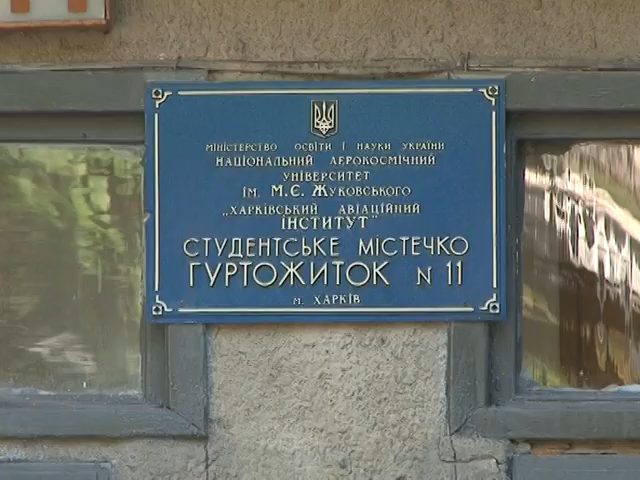 МІНІСТЕРСТВО ОСВІТИ І НАУКИ УКРАЇНИ
НАЦІОНАЛЬНИЙ АЕРОКОСМІЧНИЙ
УНІВЕРСИТЕТ
ІМ. М.Є. ЖУКОВСЬКОГО
„ХАРКІВСЬКИЙ АВІАЦІЙНИЙ
ІНСТИТУТ"
СТУДЕНТСЬКЕ МІСТЕЧКО
ГУРТОЖИТОК N 11
М. ХАРКІВ